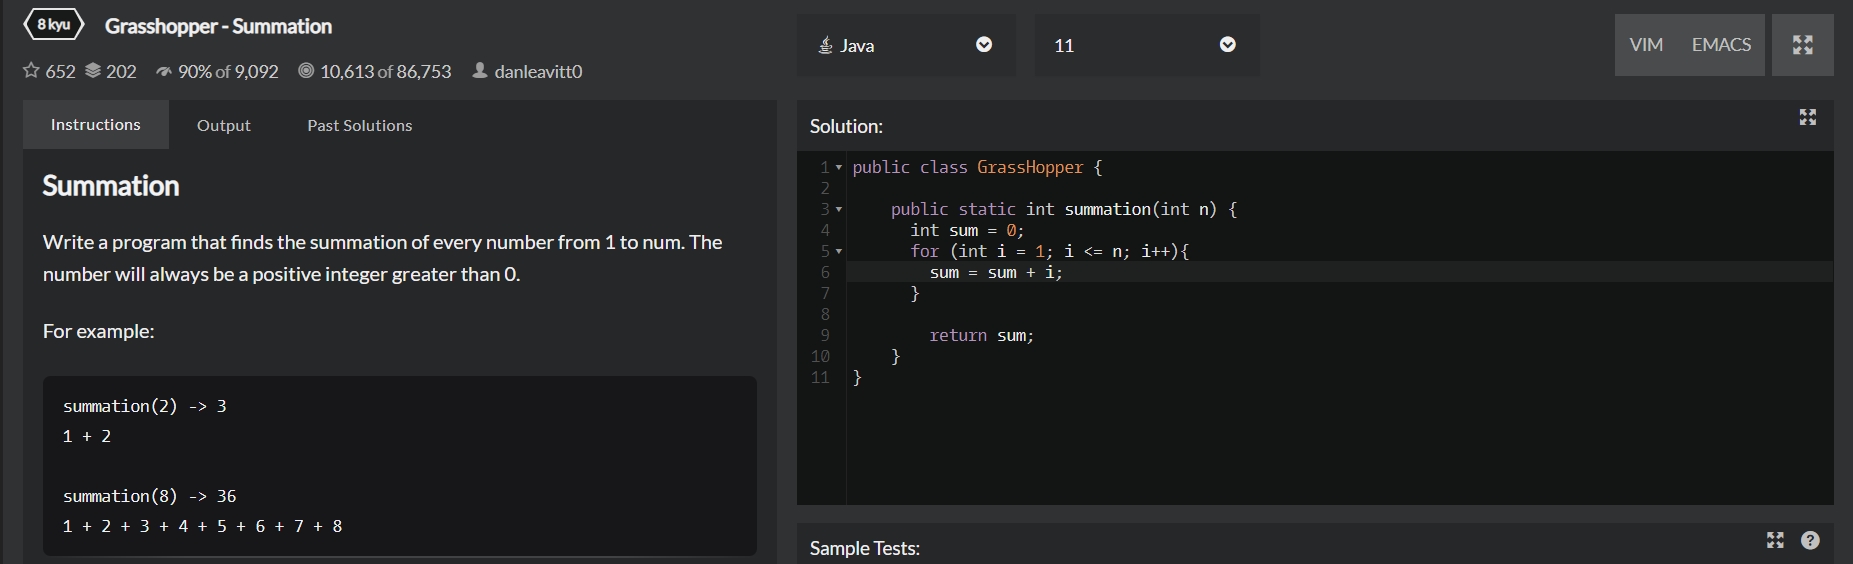 8 kyu Grasshopper - Summation
652 202 90% of 9,092 10,613 of 86,753 danleavitt0
Java 11 VIM EMACS
Instructions Output Past Solutions
Summation
Write a program that finds the summation of every number from 1 to num. The
number will always be a positive integer greater than 0.
For example:
summation(2) -> 3
1 + 2
summation(8) -> 36
1 + 2 + 3 + 4 + 5 + 6 + 7 + 8
Solution:
1 public class GrassHopper {
2
3 public static int summation(int n) {
4 int sum = 0;
5 for (int i = 1; i <= n; i++){
6 sum = sum + i;
7 }
8
9 return sum;
10 }
11 }
Sample Tests: ?